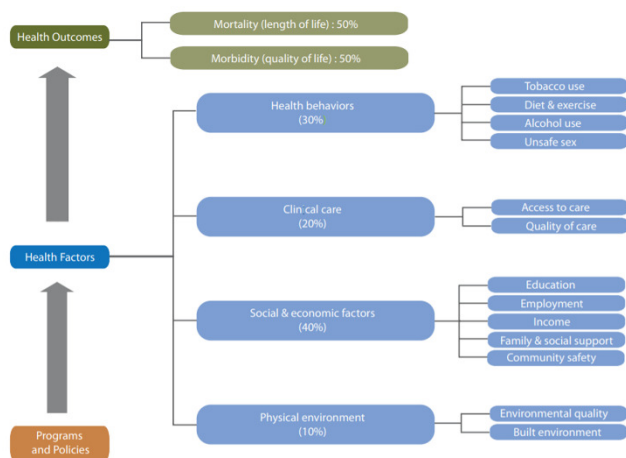 Health Outcomes
Mortality (length of life) : 50%
Morbidity (quality of life) : 50%
Health behaviors
(30%)
Tobacco use
Diet & exercise
Alcohol use
Unsafe sex
Clin cal care
(20%)
Access to care
Quality of care
Health Factors
Social & economic factors
(40%)
Education
Employment
Income
Family & social support
Community safety
Physical environment
(10%)
Environmental quality
Built environment
Programs
and Policies